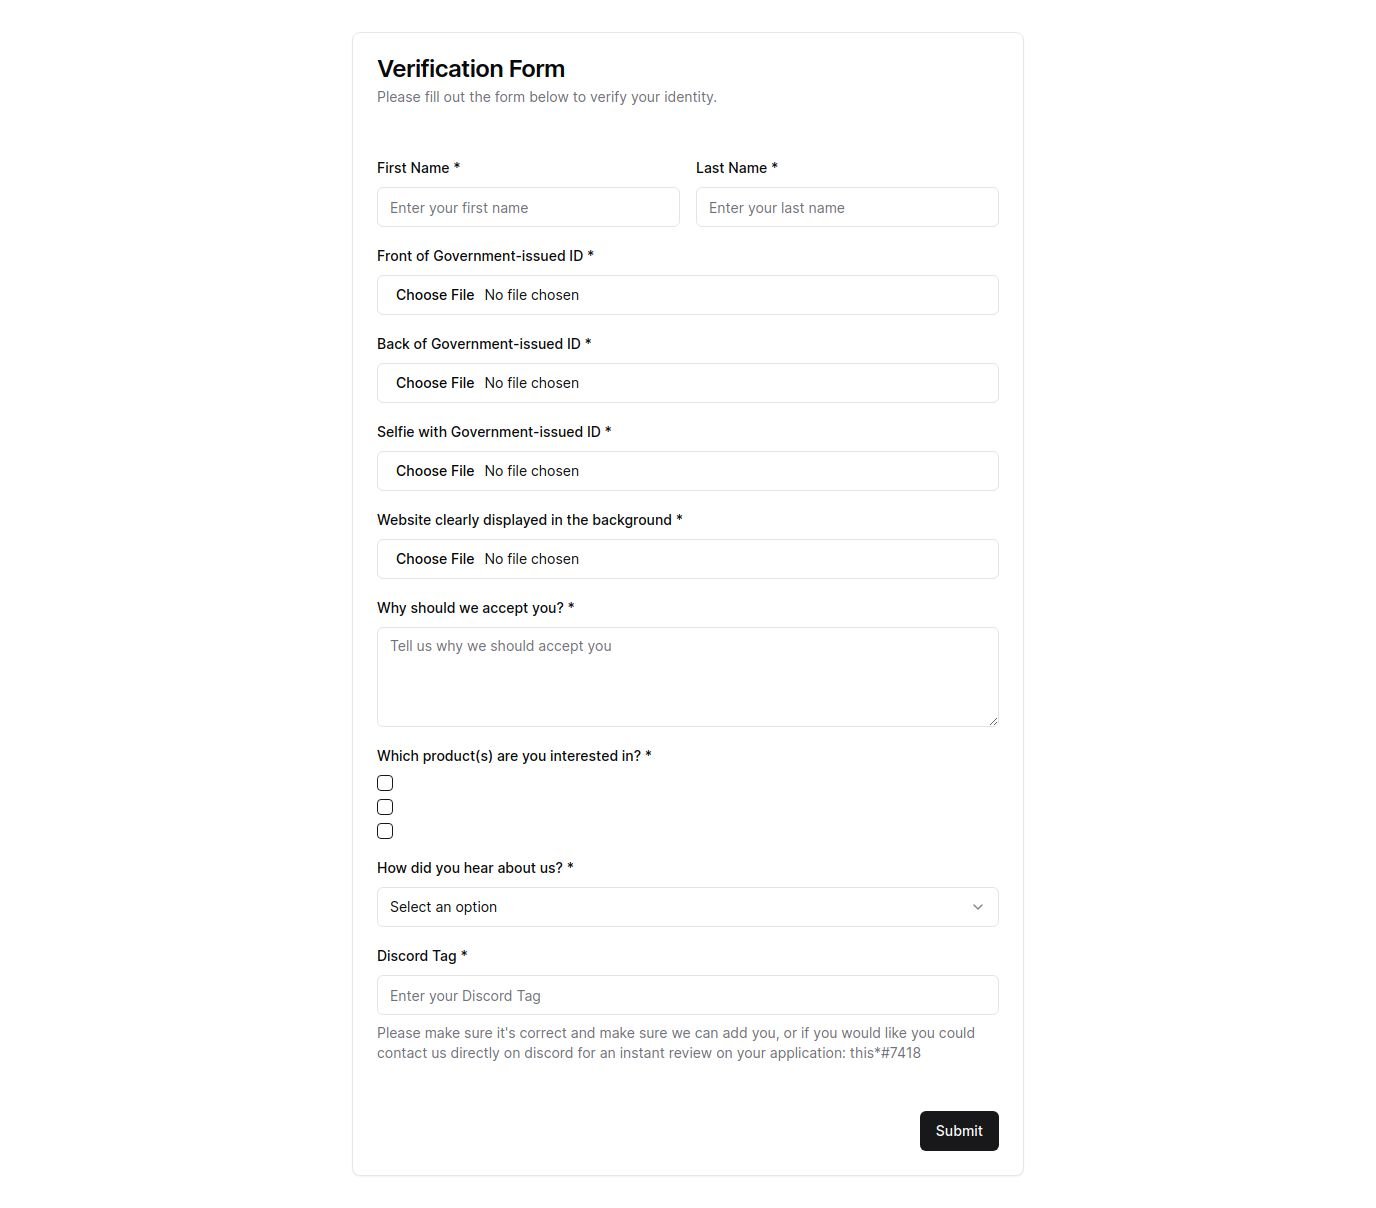 Verification Form
Please fill out the form below to verify your identity.
First Name *
Last Name *
Enter your first name
Enter your last name
Front of Government-issued ID *
Choose File No file chosen
Back of Government-issued ID *
Choose File No file chosen
Selfie with Government-issued ID *
Choose File No file chosen
Website clearly displayed in the background *
Choose File No file chosen
Why should we accept you? *
Tell us why we should accept you
Which product(s) are you interested in? *
How did you hear about us? *
Select an option
Discord Tag *
Enter your Discord Tag
Please make sure it's correct and make sure we can add you, or if you would like you could
contact us directly on discord for an instant review on your application: this*#7418
Submit